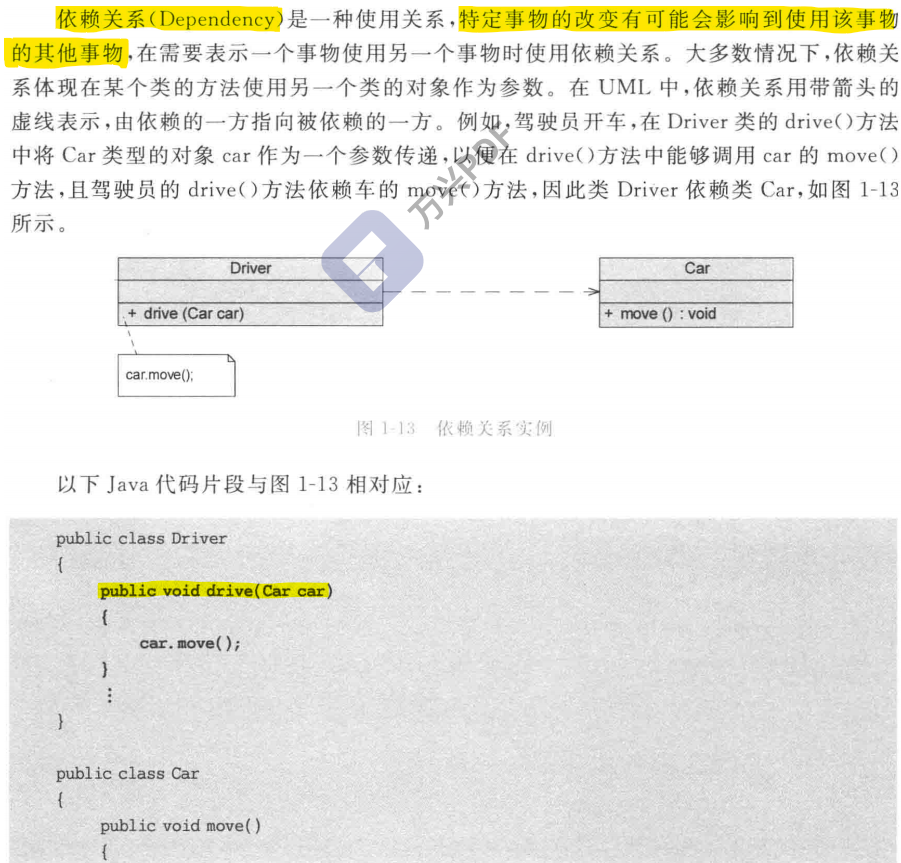 依赖关系(Dependency)是一种使用关系,特定事物的改变有可能会影响到使用该事物
的其他事物,在需要表示一个事物使用另一个事物时使用依赖关系。大多数情况下,依赖关
系体现在某个类的方法使用另一个类的对象作为参数。在 UML 中,依赖关系用带箭头的
虚线表示,由依赖的一方指向被依赖的一方。例如,驾驶员开车,在 Driver 类的 drive()方法
中将 Car 类型的对象 car 作为一个参数传递,以便在 drive()方法中能够调用 car 的 move()
方法,且驾驶员的 drive()方法依赖车的 move()方法,因此类 Driver 依赖类 Car,如图 1-13
所示。
万兴PDF
Driver
Car
+ drive (Car car)
+ move () : void
car.move();
图 1-13 依赖关系实例
以下 Java 代码片段与图 1-13 相对应:
public class Driver
{
public void drive(Car car)
{
car.move();
}
⋮
}
public class Car
{
public void move()
{